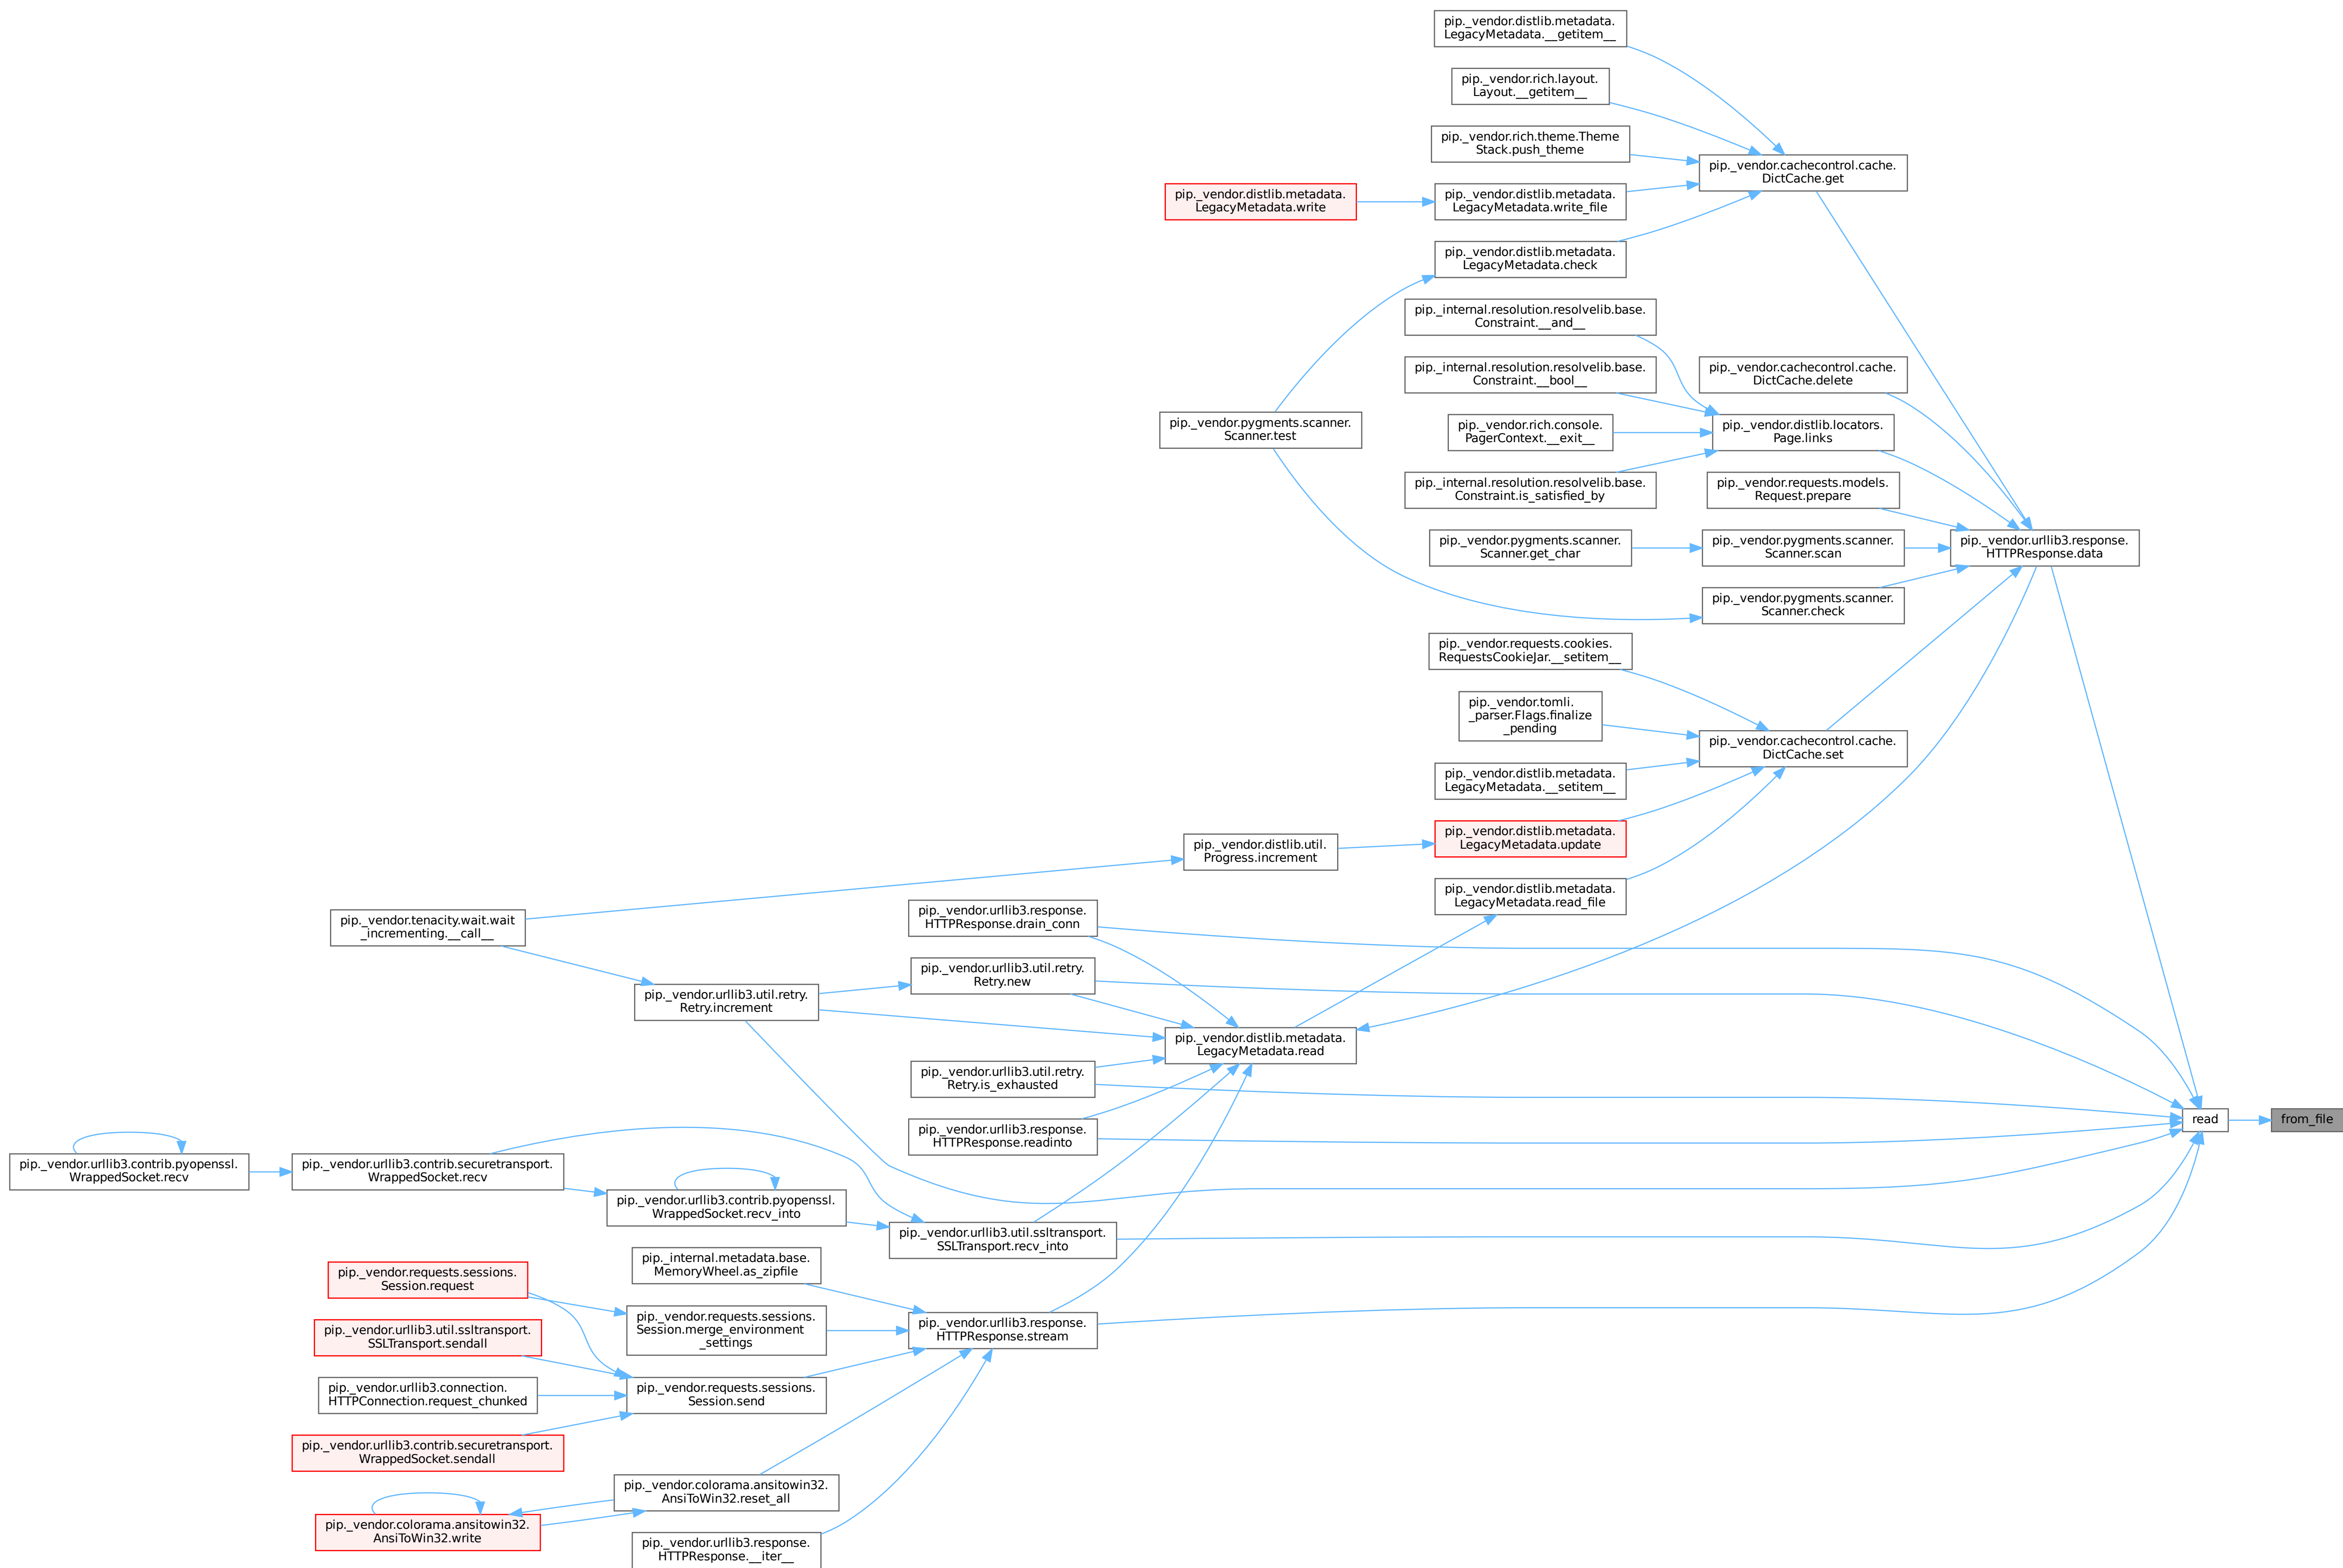 pip._vendor.distlib.metadata.
LegacyMetadata.__getitem__
pip._vendor.rich.layout.
Layout.__getitem__
pip._vendor.rich.theme.Theme
Stack.push_theme
pip._vendor.cachecontrol.cache.
DictCache.get
pip._vendor.distlib.metadata.
LegacyMetadata.write
pip._vendor.distlib.metadata.
LegacyMetadata.write_file
pip._vendor.distlib.metadata.
LegacyMetadata.check
pip._internal.resolution.resolvelib.base.
Constraint.__and__
pip._internal.resolution.resolvelib.base.
Constraint.__bool__
pip._vendor.cachecontrol.cache.
DictCache.delete
pip._vendor.pygments.scanner.
Scanner.test
pip._vendor.rich.console.
PagerContext.__exit__
pip._vendor.distlib.locators.
Page.links
pip._internal.resolution.resolvelib.base.
Constraint.is_satisfied_by
pip._vendor.requests.models.
Request.prepare
pip._vendor.pygments.scanner.
Scanner.get_char
pip._vendor.pygments.scanner.
Scanner.scan
pip._vendor.urllib3.response.
HTTPResponse.data
pip._vendor.pygments.scanner.
Scanner.check
pip._vendor.requests.cookies.
RequestsCookieJar.__setitem__
pip._vendor.tomli.
_parser.Flags.finalize
_pending
pip._vendor.cachecontrol.cache.
DictCache.set
pip._vendor.distlib.metadata.
LegacyMetadata.__setitem__
pip._vendor.distlib.util.
Progress.increment
pip._vendor.distlib.metadata.
LegacyMetadata.update
pip._vendor.distlib.metadata.
LegacyMetadata.read_file
pip._vendor.tenacity.wait.wait
_incrementing.__call__
pip._vendor.urllib3.response.
HTTPResponse.drain_conn
pip._vendor.urllib3.util.retry.
Retry.new
pip._vendor.urllib3.util.retry.
Retry.increment
pip._vendor.distlib.metadata.
LegacyMetadata.read
pip._vendor.urllib3.util.retry.
Retry.is_exhausted
pip._vendor.urllib3.response.
HTTPResponse.readinto
read
from_file
pip._vendor.urllib3.contrib.pyopenssl.
WrappedSocket.recv
pip._vendor.urllib3.contrib.securetransport.
WrappedSocket.recv
pip._vendor.urllib3.contrib.pyopenssl.
WrappedSocket.recv_into
pip._vendor.urllib3.util.ssltransport.
SSLTransport.recv_into
pip._internal.metadata.base.
MemoryWheel.as_zipfile
pip._vendor.requests.sessions.
Session.request
pip._vendor.requests.sessions.
Session.merge_environment
_settings
pip._vendor.urllib3.response.
HTTPResponse.stream
pip._vendor.urllib3.util.ssltransport.
SSLTransport.sendall
pip._vendor.urllib3.connection.
HTTPConnection.request_chunked
pip._vendor.requests.sessions.
Session.send
pip._vendor.urllib3.contrib.securetransport.
WrappedSocket.sendall
pip._vendor.colorama.ansitowin32.
AnsiToWin32.reset_all
pip._vendor.colorama.ansitowin32.
AnsiToWin32.write
pip._vendor.urllib3.response.
HTTPResponse.__iter__